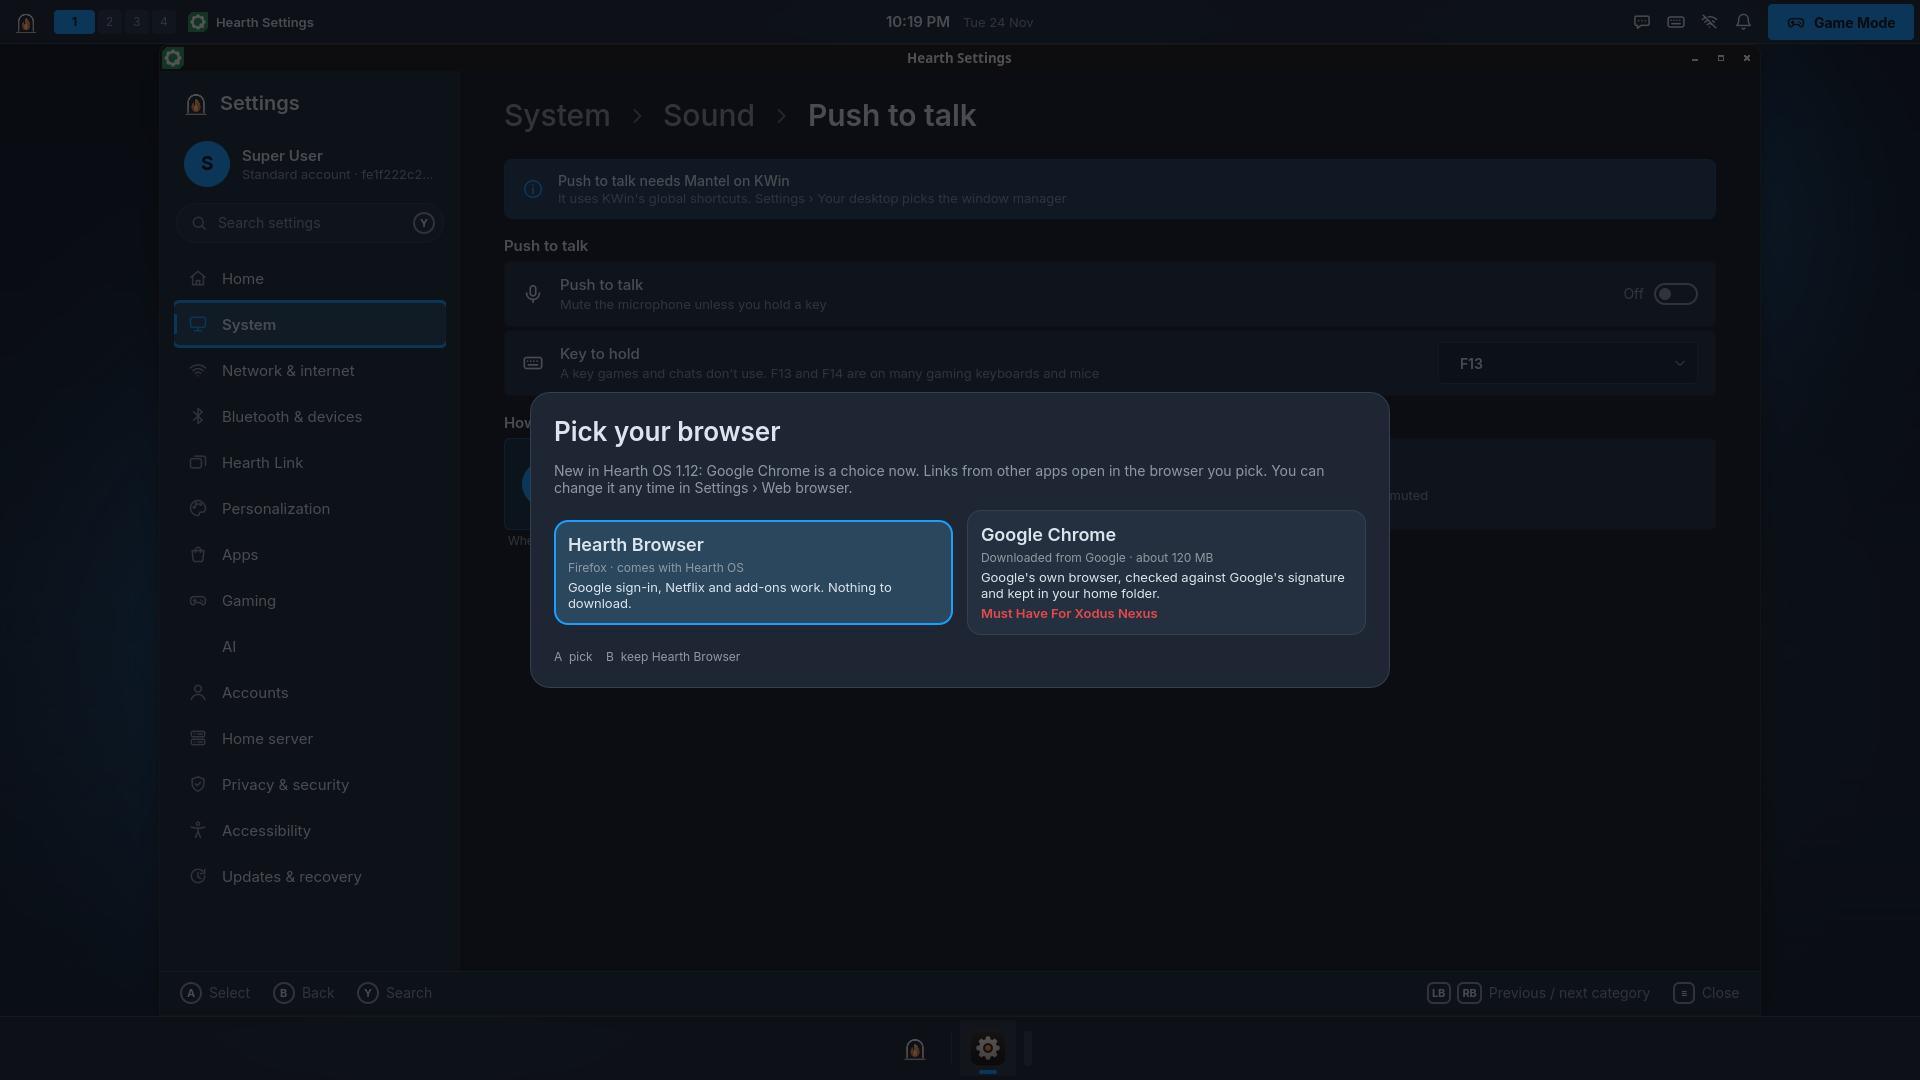 1 2 3 4 Hearth Settings
10:19 PM Tue 24 Nov
Game Mode
Hearth Settings
Settings
S
Super User
Standard account · fe1f222c2...
Search settings Y
Home
System
Network & internet
Bluetooth & devices
Hearth Link
Personalization
Apps
Gaming
AI
Accounts
Home server
Privacy & security
Accessibility
Updates & recovery
System › Sound › Push to talk
Push to talk needs Mantel on KWin
It uses KWin's global shortcuts. Settings › Your desktop picks the window manager
Push to talk
Push to talk
Mute the microphone unless you hold a key
Off
Key to hold
A key games and chats don't use. F13 and F14 are on many gaming keyboards and mice
F13
muted
Pick your browser
New in Hearth OS 1.12: Google Chrome is a choice now. Links from other apps open in the browser you pick. You can
change it any time in Settings › Web browser.
Hearth Browser
Firefox · comes with Hearth OS
Google sign-in, Netflix and add-ons work. Nothing to
download.
Google Chrome
Downloaded from Google · about 120 MB
Google's own browser, checked against Google's signature
and kept in your home folder.
Must Have For Xodus Nexus
A pick B keep Hearth Browser
A Select B Back Y Search
LB RB Previous / next category ≡ Close